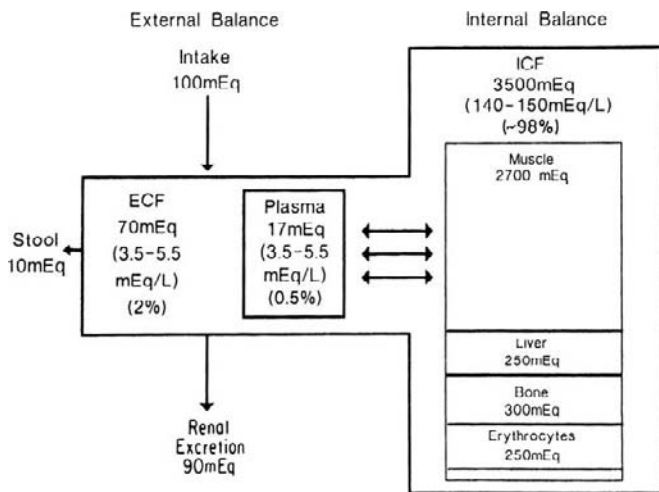 External Balance
Internal Balance
Intake
100mEq
ICF
3500mEq
(140-150mEq/L)
(~98%)
Muscle
2700 mEq
ECF
70mEq
(3.5-5.5
mEq/L)
(2%)
Plasma
17mEq
(3.5-5.5
mEq/L)
(0.5%)
Stool
10mEq
Liver
250mEq
Bone
300mEq
Erythrocytes
250mEq
Renal
Excretion
90mEq